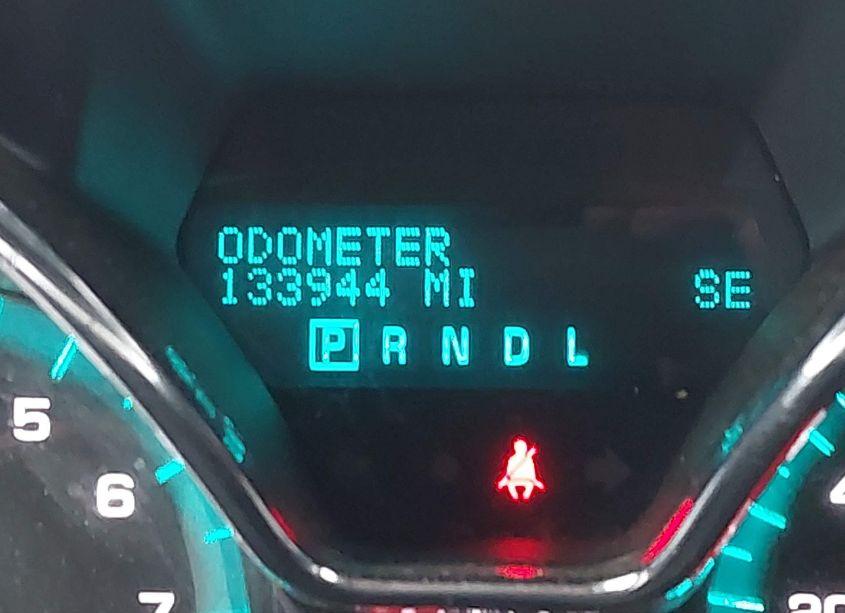 ODOMETER
133944 MI SE
P R N D L
5
6
7